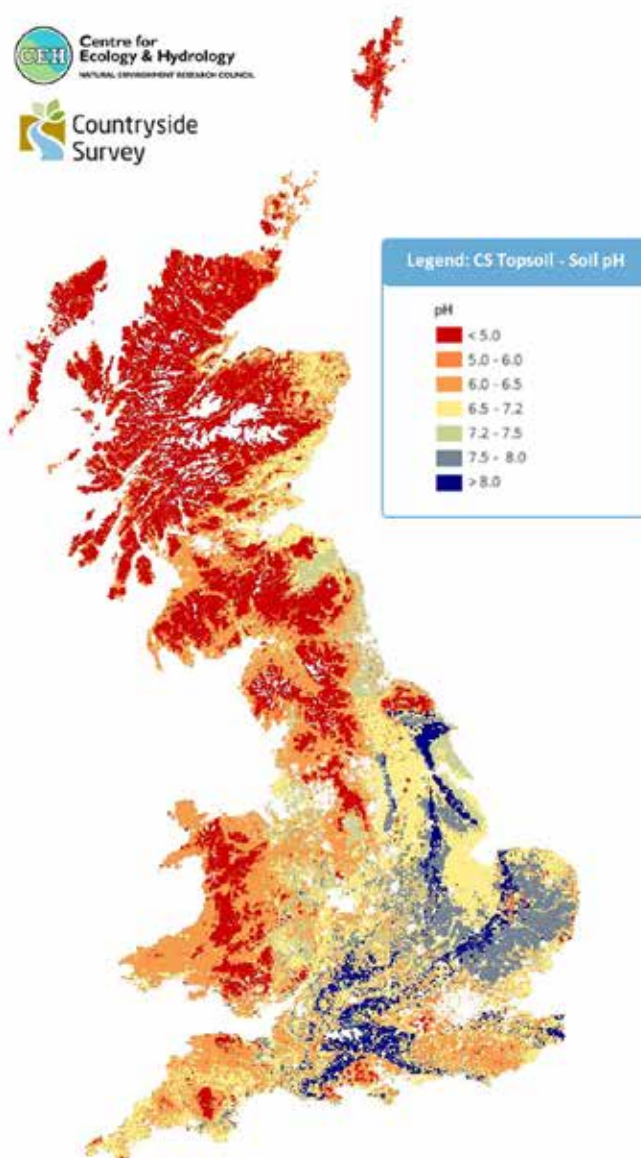 CEH
Centre for
Ecology & Hydrology
NATURAL ENVIRONMENT RESEARCH COUNCIL
Countryside
Survey
Legend: CS Topsoil - Soil pH
pH
< 5.0
5.0 - 6.0
6.0 - 6.5
6.5 - 7.2
7.2 - 7.5
7.5 - 8.0
> 8.0